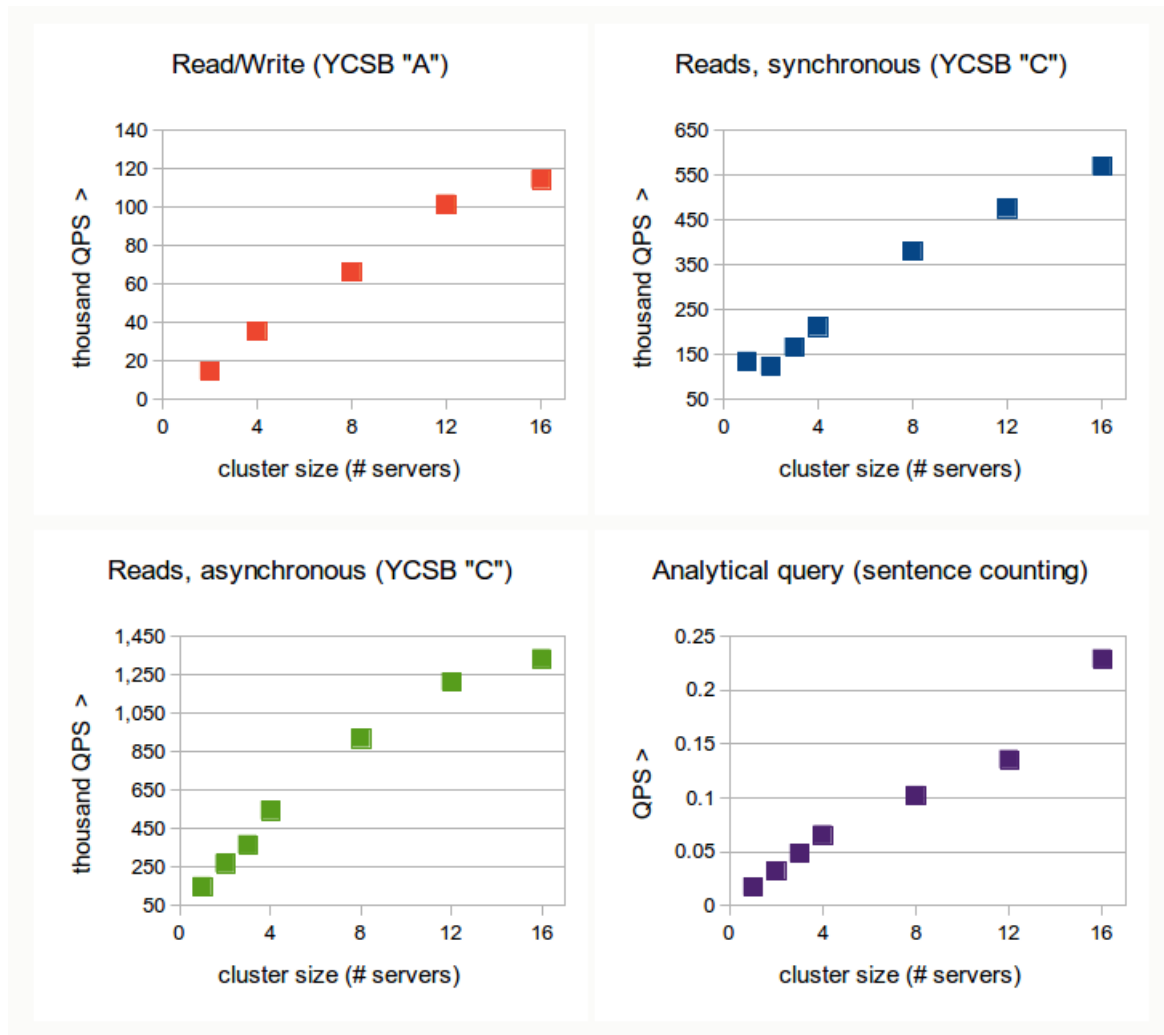 Read/Write (YCSB "A")
140
120
100
80
60
40
20
0
thousand QPS >
0 4 8 12 16
cluster size (# servers)
Reads, synchronous (YCSB "C")
650
550
450
350
250
150
50
thousand QPS >
0 4 8 12 16
cluster size (# servers)
Reads, asynchronous (YCSB "C")
1,450
1,250
1,050
850
650
450
250
50
thousand QPS >
0 4 8 12 16
cluster size (# servers)
Analytical query (sentence counting)
0.25
0.2
0.15
0.1
0.05
0
QPS >
0 4 8 12 16
cluster size (# servers)